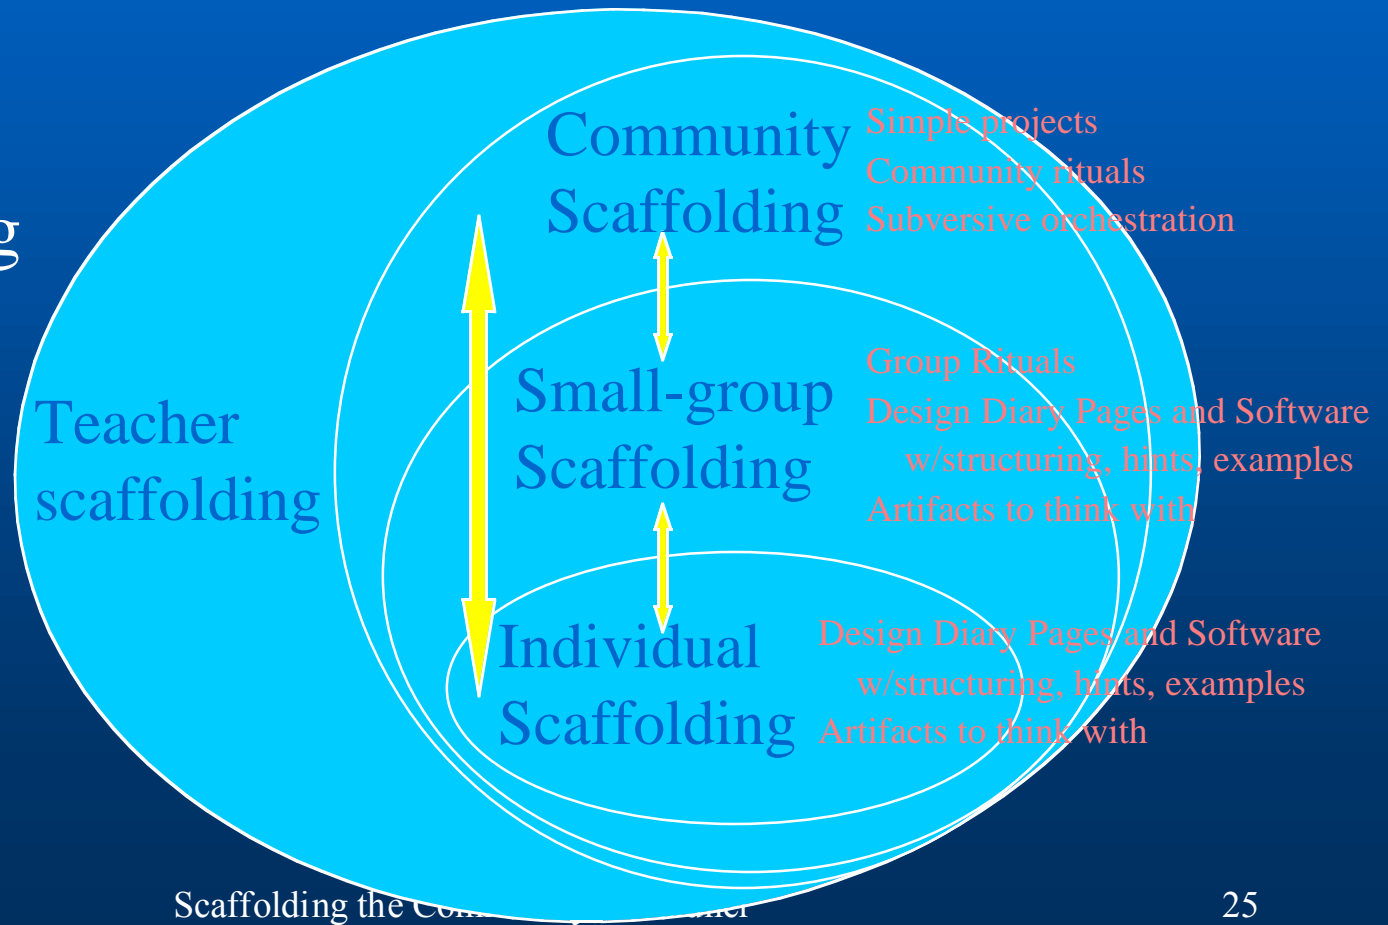 g
Community
Scaffolding
Simple projects
Community rituals
Subversive orchestration
Teacher
scaffolding
Small-group
Scaffolding
Group Rituals
Design Diary Pages and Software
w/structuring, hints, examples
Artifacts to think with
Individual
Scaffolding
Design Diary Pages and Software
w/structuring, hints, examples
Artifacts to think with
Scaffolding the
25